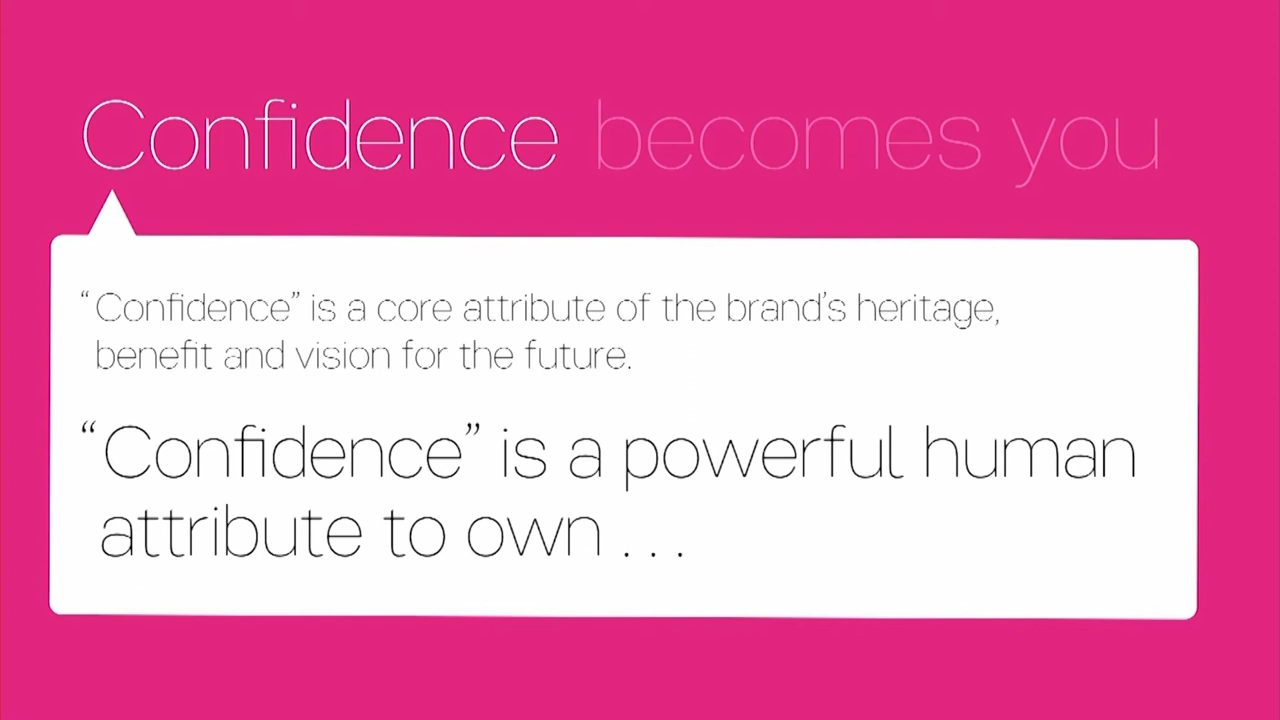 Confidence becomes you
“Confidence” is a core attribute of the brand’s heritage,
benefit and vision for the future.
“Confidence” is a powerful human
attribute to own . . .